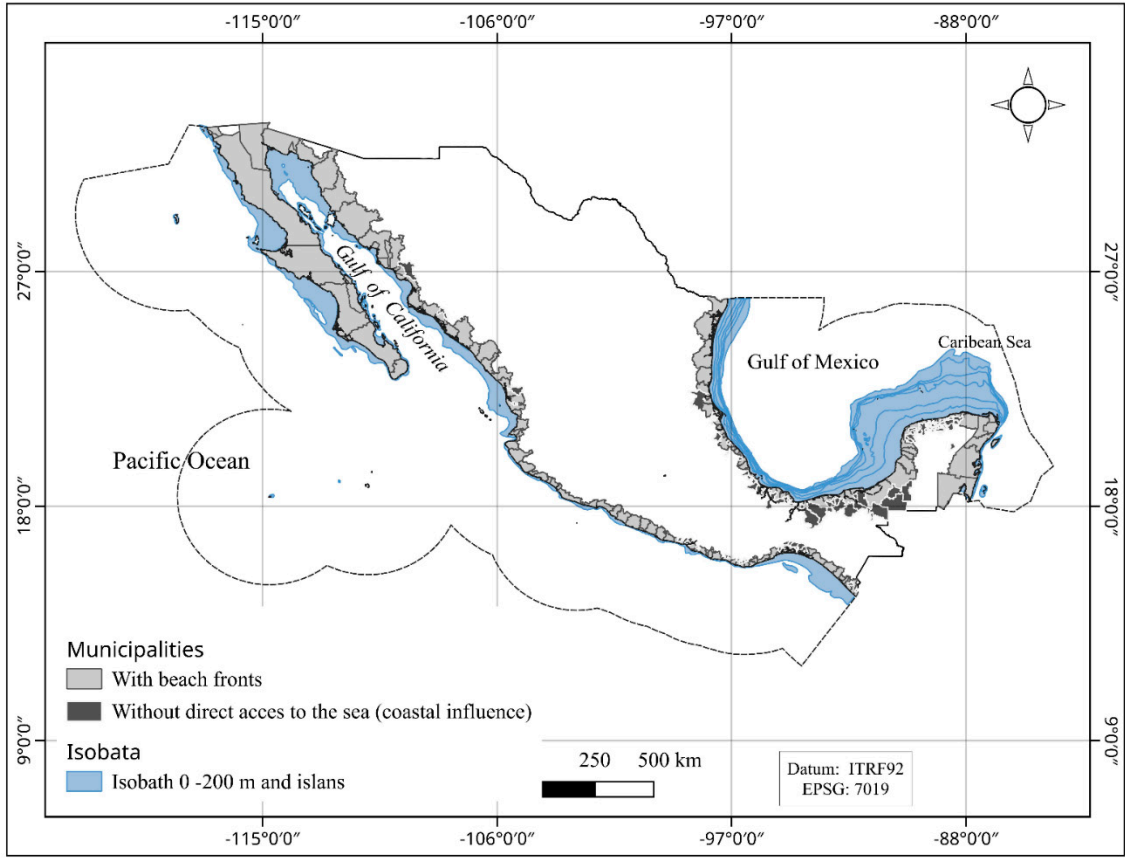 -115°0′0″ -106°0′0″ -97°0′0″ -88°0′0″
27°0′0″
27°0′0″
Gulf of California
Caribean Sea
Gulf of Mexico
Pacific Ocean
18°0′0″
18°0′0″
Municipalities
With beach fronts
Without direct acces to the sea (coastal influence)
Isobata
Isobath 0 -200 m and islans
9°0′0″
9°0′0″
250 500 km
Datum: ITRF92
EPSG: 7019
-115°0′0″ -106°0′0″ -97°0′0″ -88°0′0″